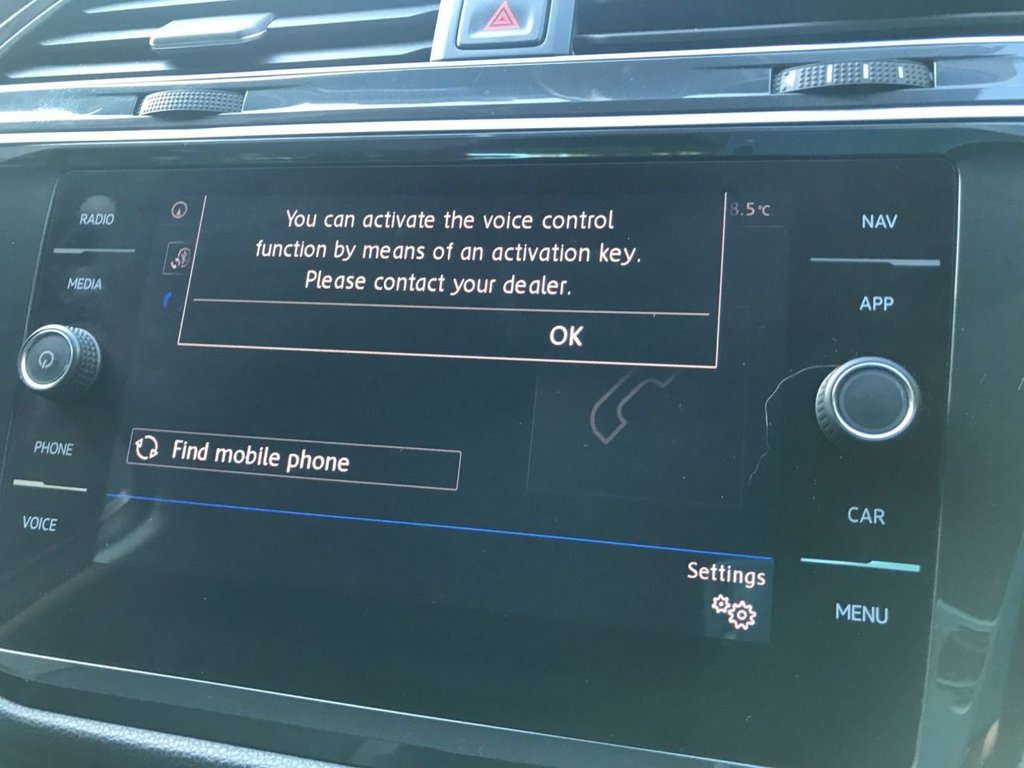 RADIO
MEDIA
PHONE
VOICE
8.5°C
You can activate the voice control
function by means of an activation key.
Please contact your dealer.
OK
Find mobile phone
Settings
NAV
APP
CAR
MENU